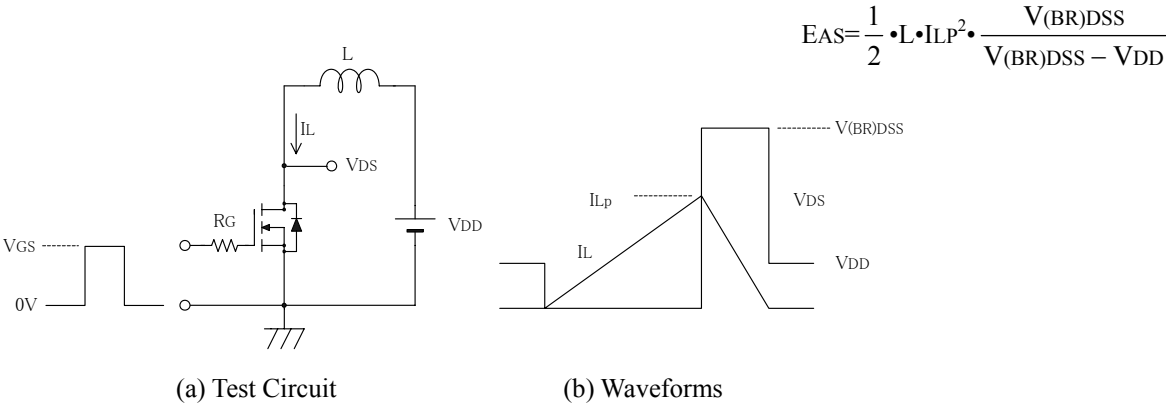 EAS=1/2•L•ILP²•V(BR)DSS/V(BR)DSS − VDD
L
IL
VDS
RG
VDD
VGS
0V
(a) Test Circuit
V(BR)DSS
ILp
VDS
IL
VDD
(b) Waveforms